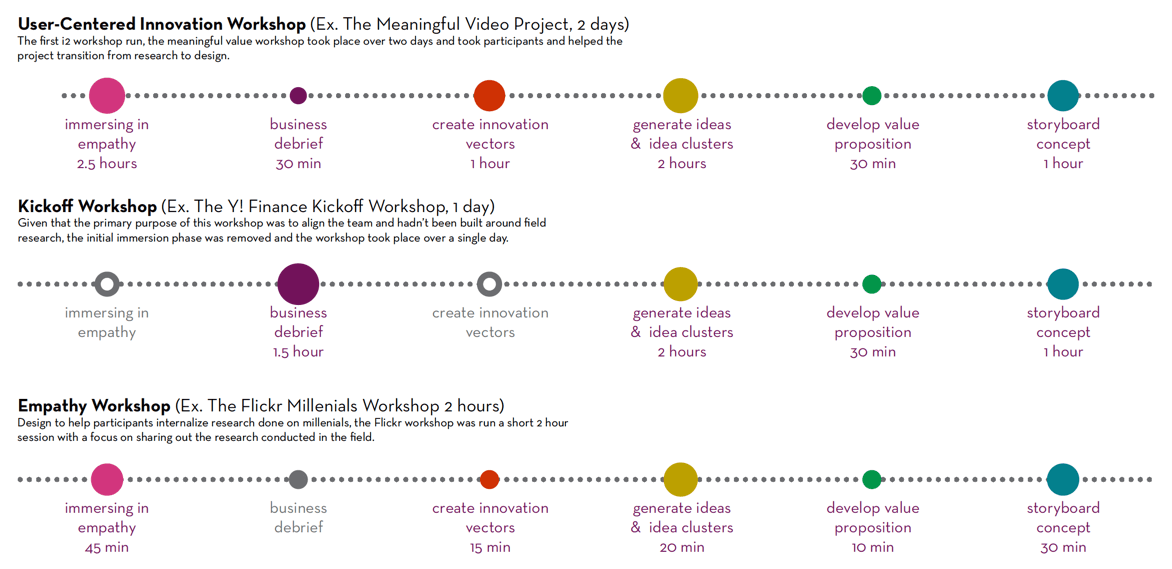 User-Centered Innovation Workshop (Ex. The Meaningful Video Project, 2 days)
The first i2 workshop run, the meaningful value workshop took place over two days and took participants and helped the
project transition from research to design.
immersing in
empathy
2.5 hours
business
debrief
30 min
create innovation
vectors
1 hour
generate ideas
& idea clusters
2 hours
develop value
proposition
30 min
storyboard
concept
1 hour
Kickoff Workshop (Ex. The Y! Finance Kickoff Workshop, 1 day)
Given that the primary purpose of this workshop was to align the team and hadn't been built around field
research, the initial immersion phase was removed and the workshop took place over a single day.
immersing in
empathy
business
debrief
1.5 hour
create innovation
vectors
generate ideas
& idea clusters
2 hours
develop value
proposition
30 min
storyboard
concept
1 hour
Empathy Workshop (Ex. The Flickr Millenials Workshop 2 hours)
Design to help participants internalize research done on millenials, the Flickr workshop was run a short 2 hour
session with a focus on sharing out the research conducted in the field.
immersing in
empathy
45 min
business
debrief
create innovation
vectors
15 min
generate ideas
& idea clusters
20 min
develop value
proposition
10 min
storyboard
concept
30 min